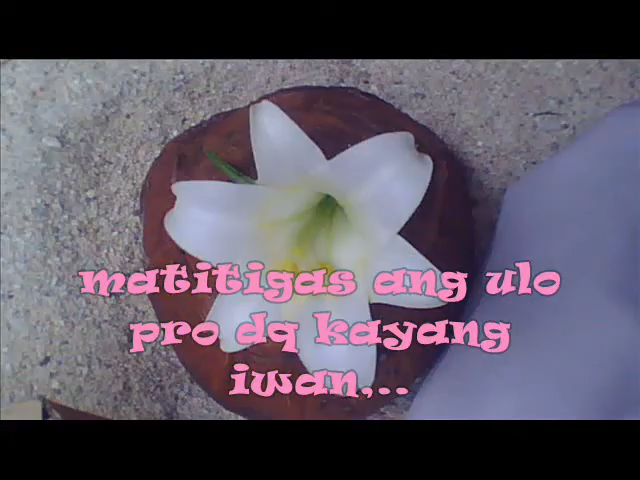 matitigas ang ulo
pro dq kayang
iwan,..